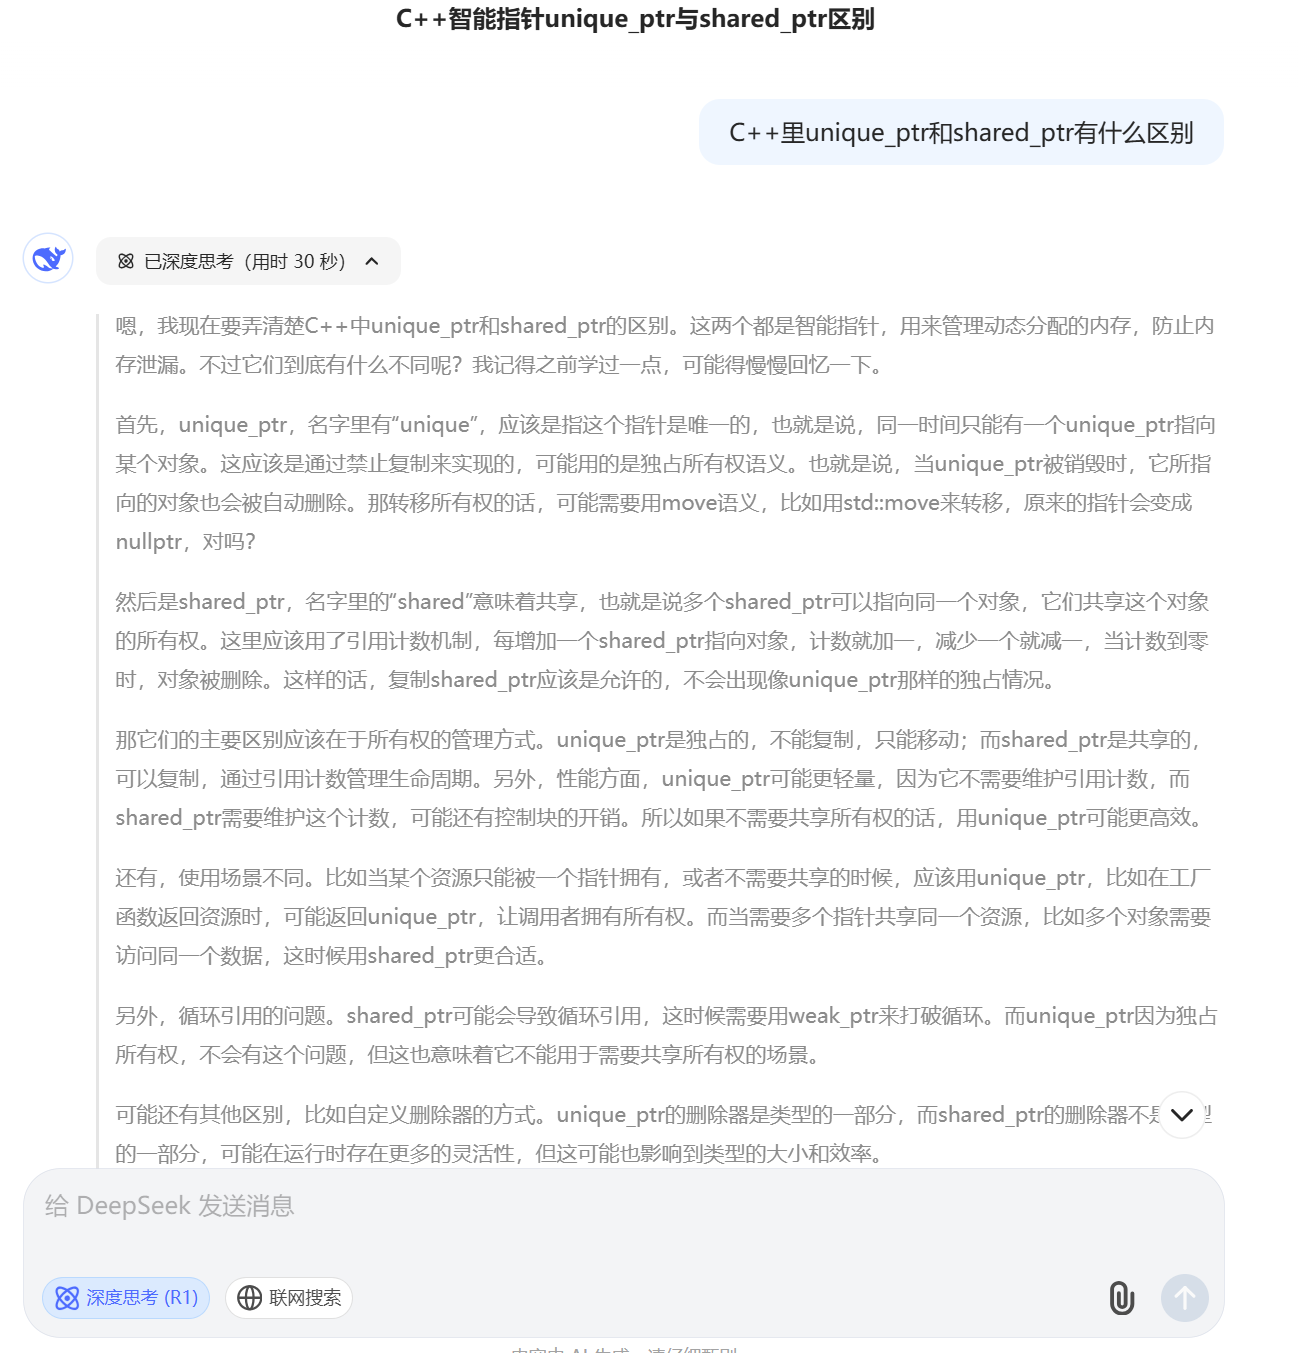 C++智能指针unique_ptr与shared_ptr区别
C++里unique_ptr和shared_ptr有什么区别
已深度思考（用时 30 秒）
嗯，我现在要弄清楚C++中unique_ptr和shared_ptr的区别。这两个都是智能指针，用来管理动态分配的内存，防止内
存泄漏。不过它们到底有什么不同呢？我记得之前学过一点，可能得慢慢回忆一下。
首先，unique_ptr，名字里有“unique”，应该是指这个指针是唯一的，也就是说，同一时间只能有一个unique_ptr指向
某个对象。这应该是通过禁止复制来实现的，可能用的是独占所有权语义。也就是说，当unique_ptr被销毁时，它所指
向的对象也会被自动删除。那转移所有权的话，可能需要用move语义，比如用std::move来转移，原来的指针会变成
nullptr，对吗？
然后是shared_ptr，名字里的“shared”意味着共享，也就是说多个shared_ptr可以指向同一个对象，它们共享这个对象
的所有权。这里应该用了引用计数机制，每增加一个shared_ptr指向对象，计数就加一，减少一个就减一，当计数到零
时，对象被删除。这样的话，复制shared_ptr应该是允许的，不会出现像unique_ptr那样的独占情况。
那它们的主要区别应该在于所有权的管理方式。unique_ptr是独占的，不能复制，只能移动；而shared_ptr是共享的，
可以复制，通过引用计数管理生命周期。另外，性能方面，unique_ptr可能更轻量，因为它不需要维护引用计数，而
shared_ptr需要维护这个计数，可能还有控制块的开销。所以如果不需要共享所有权的话，用unique_ptr可能更高效。
还有，使用场景不同。比如当某个资源只能被一个指针拥有，或者不需要共享的时候，应该用unique_ptr，比如在工厂
函数返回资源时，可能返回unique_ptr，让调用者拥有所有权。而当需要多个指针共享同一个资源，比如多个对象需要
访问同一个数据，这时候用shared_ptr更合适。
另外，循环引用的问题。shared_ptr可能会导致循环引用，这时候需要用weak_ptr来打破循环。而unique_ptr因为独占
所有权，不会有这个问题，但这也意味着它不能用于需要共享所有权的场景。
可能还有其他区别，比如自定义删除器的方式。unique_ptr的删除器是类型的一部分，而shared_ptr的删除器不是型
的一部分，可能在运行时存在更多的灵活性，但这可能也影响到类型的大小和效率。
给 DeepSeek 发送消息
深度思考 (R1)
联网搜索